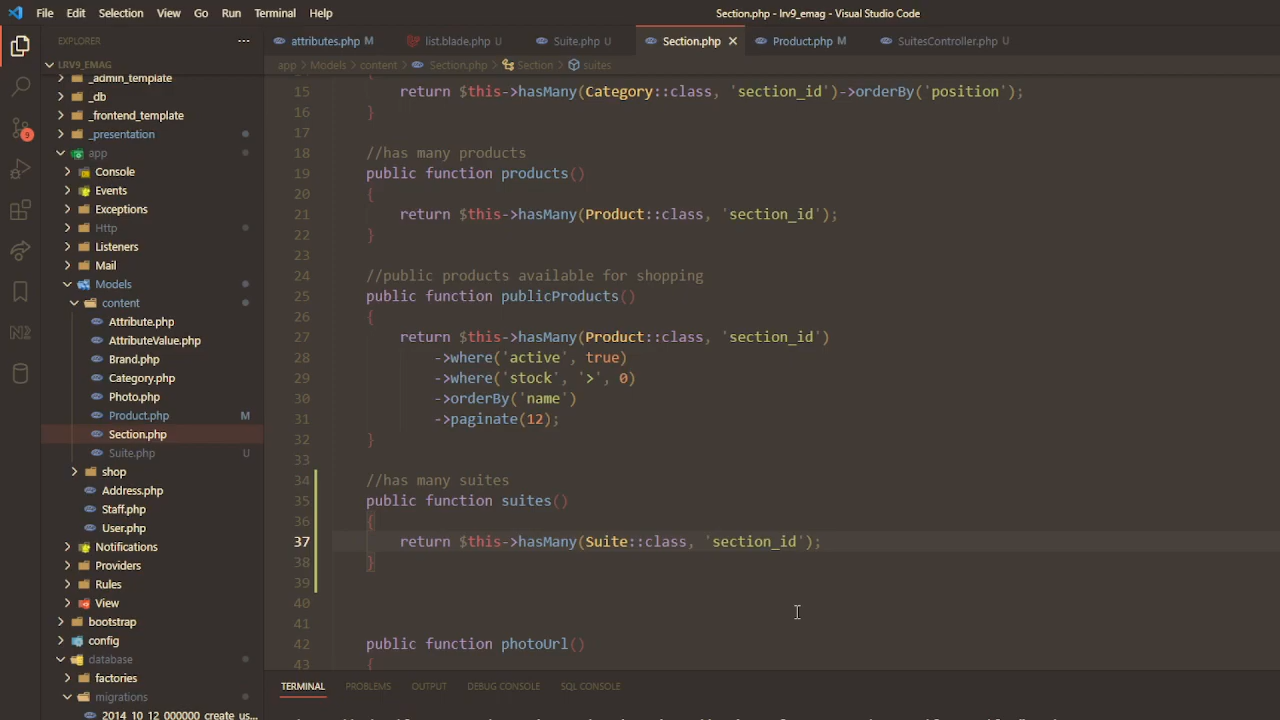 File Edit Selection View Go Run Terminal Help
Section.php - lrv9_emag - Visual Studio Code
EXPLORER ···
attributes.php M
list.blade.php U
Suite.php U
Section.php
Product.php M
SuitesController.php U
app > Models > content > Section.php > Section > suites
LRV9_EMAG
_admin_template
_db
_frontend_template
_presentation
app
Console
Events
Exceptions
Http
Listeners
Mail
Models
content
Attribute.php
AttributeValue.php
Brand.php
Category.php
Photo.php
Product.php M
Section.php
Suite.php U
shop
Address.php
Staff.php
User.php
Notifications
Providers
Rules
View
bootstrap
config
database
factories
migrations
2014_10_12_000000_create_us...
9
15 return $this->hasMany(Category::class, 'section_id')->orderBy('position');
16 }
17
18 //has many products
19 public function products()
20 {
21 return $this->hasMany(Product::class, 'section_id');
22 }
23
24 //public products available for shopping
25 public function publicProducts()
26 {
27 return $this->hasMany(Product::class, 'section_id')
28 ->where('active', true)
29 ->where('stock', '>', 0)
30 ->orderBy('name')
31 ->paginate(12);
32 }
33
34 //has many suites
35 public function suites()
36 {
37 return $this->hasMany(Suite::class, 'section_id');
38 }
39
40
41
42 public function photoUrl()
43 {
TERMINAL PROBLEMS OUTPUT DEBUG CONSOLE SQL CONSOLE